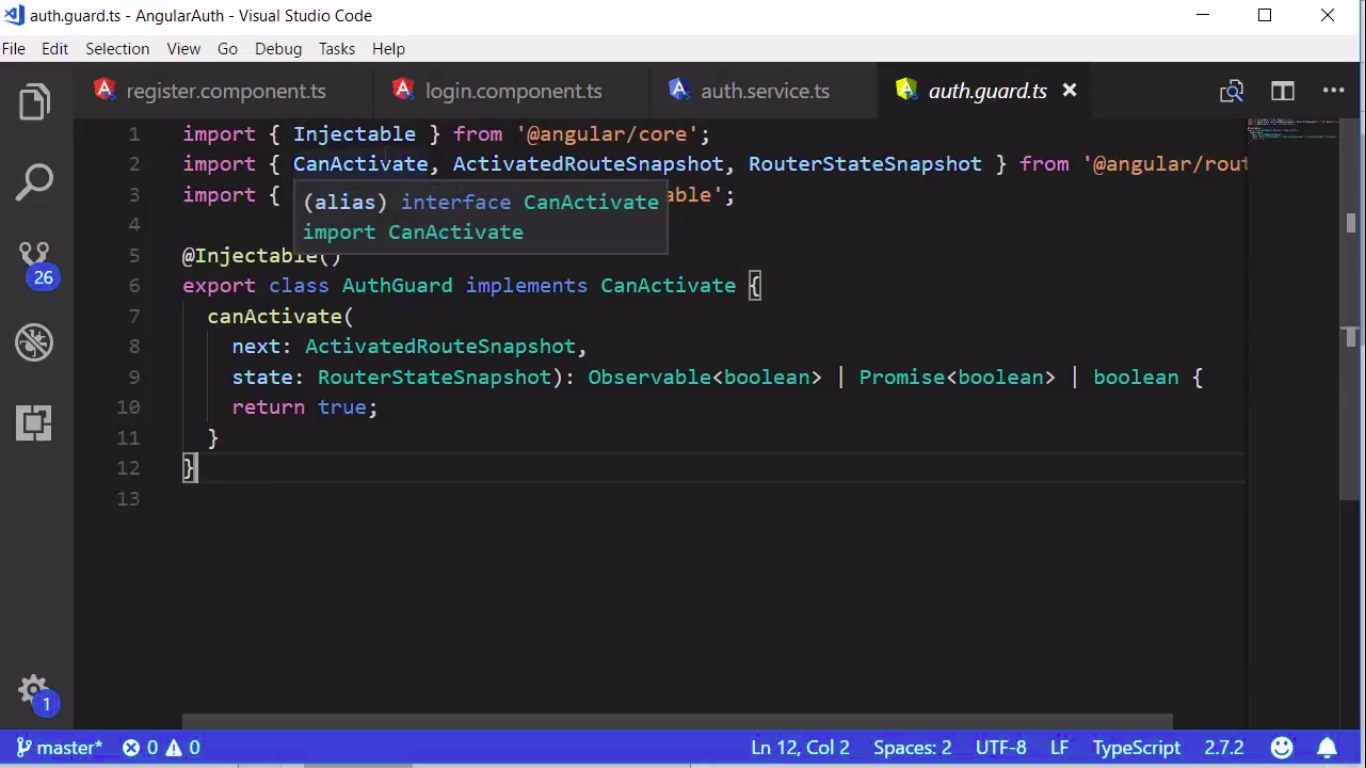 auth.guard.ts - AngularAuth - Visual Studio Code
File Edit Selection View Go Debug Tasks Help
register.component.ts login.component.ts auth.service.ts auth.guard.ts
1 import { Injectable } from '@angular/core';
2 import { CanActivate, ActivatedRouteSnapshot, RouterStateSnapshot } from '@angular/rout
3 import { able';
(alias) interface CanActivate
import CanActivate
4
5 @Injectable()
6 export class AuthGuard implements CanActivate {
7 canActivate(
8 next: ActivatedRouteSnapshot,
9 state: RouterStateSnapshot): Observable<boolean> | Promise<boolean> | boolean {
10 return true;
11 }
12 }
13
26
1
master* 0 0 Ln 12, Col 2 Spaces: 2 UTF-8 LF TypeScript 2.7.2